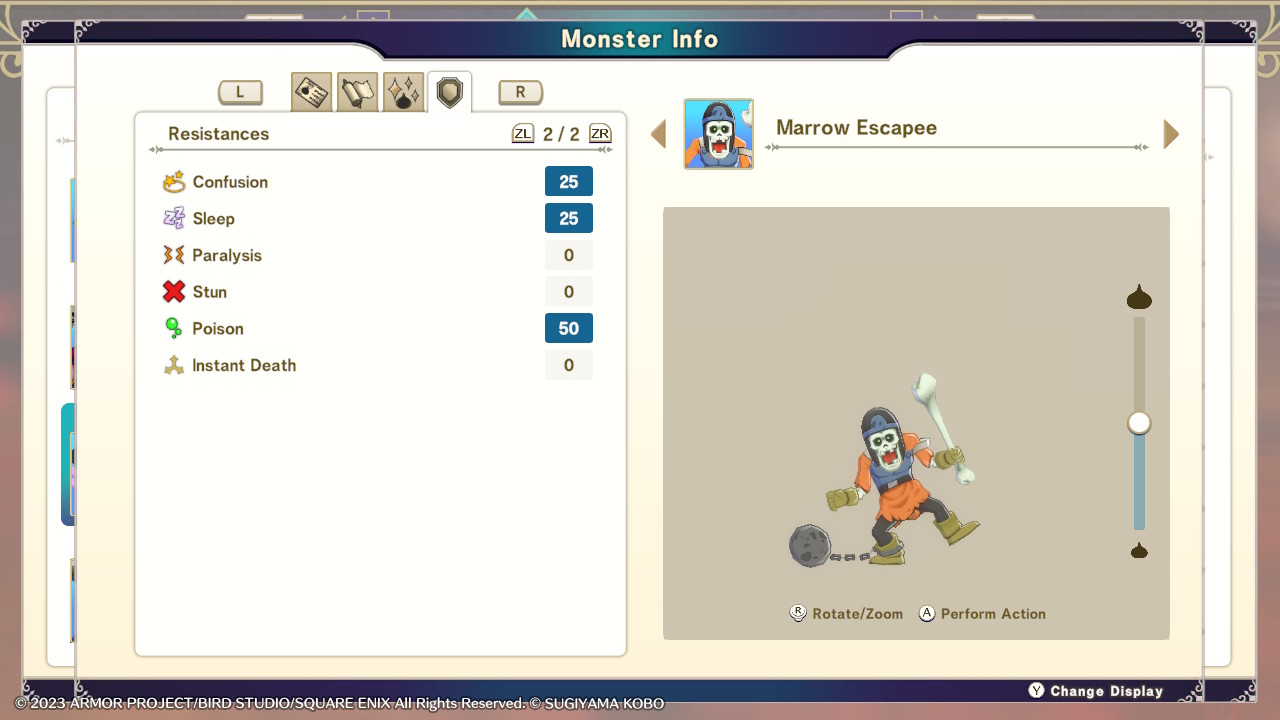 Monster Info
L
R
Resistances
ZL 2 / 2 ZR
Confusion 25
Sleep 25
Paralysis 0
Stun 0
Poison 50
Instant Death 0
Marrow Escapee
R Rotate/Zoom A Perform Action
Y Change Display
© 2023 ARMOR PROJECT/BIRD STUDIO/SQUARE ENIX All Rights Reserved. © SUGIYAMA KOBO